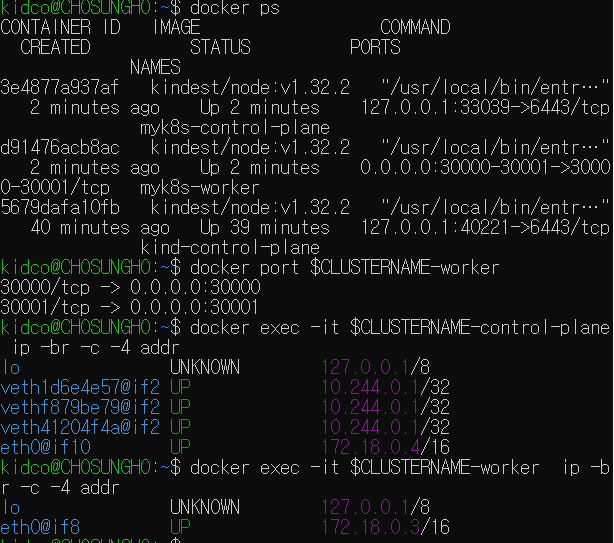 kidco@CHOSUNGHO:~$ docker ps
CONTAINER ID   IMAGE                  COMMAND
  CREATED          STATUS          PORTS
             NAMES
3e4877a937af   kindest/node:v1.32.2   "/usr/local/bin/entr…"
   2 minutes ago    Up 2 minutes    127.0.0.1:33039->6443/tcp
              myk8s-control-plane
d91476acb8ac   kindest/node:v1.32.2   "/usr/local/bin/entr…"
   2 minutes ago    Up 2 minutes    0.0.0.0:30000-30001->3000
0-30001/tcp   myk8s-worker
5679dafa10fb   kindest/node:v1.32.2   "/usr/local/bin/entr…"
   40 minutes ago   Up 39 minutes   127.0.0.1:40221->6443/tcp
              kind-control-plane
kidco@CHOSUNGHO:~$ docker port $CLUSTERNAME-worker
30000/tcp -> 0.0.0.0:30000
30001/tcp -> 0.0.0.0:30001
kidco@CHOSUNGHO:~$ docker exec -it $CLUSTERNAME-control-plane
 ip -br -c -4 addr
lo               UNKNOWN        127.0.0.1/8
veth1d6e4e57@if2 UP             10.244.0.1/32
vethf879be79@if2 UP             10.244.0.1/32
veth41204f4a@if2 UP             10.244.0.1/32
eth0@if10        UP             172.18.0.4/16
kidco@CHOSUNGHO:~$ docker exec -it $CLUSTERNAME-worker  ip -b
r -c -4 addr
lo               UNKNOWN        127.0.0.1/8
eth0@if8         UP             172.18.0.3/16